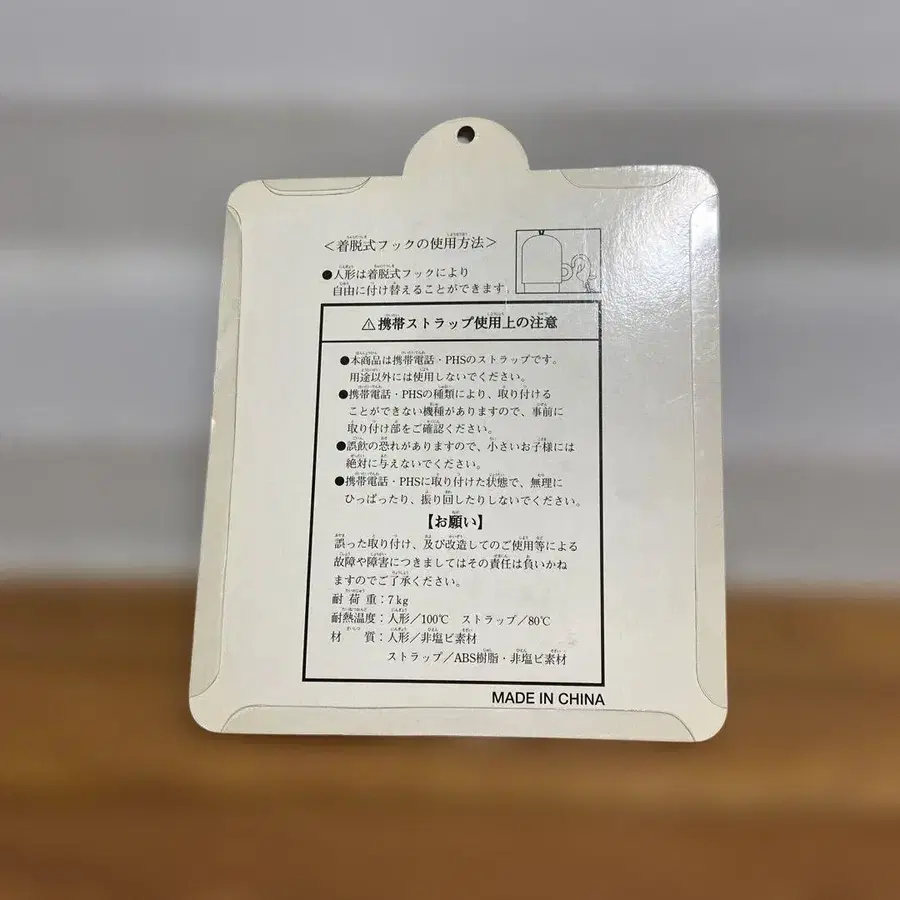 ＜着脱式フックの使用方法＞
●人形は着脱式フックにより
自由に付け替えることができます。
⚠携帯ストラップ使用上の注意
●本商品は携帯電話・PHSのストラップです。
用途以外には使用しないでください。
●携帯電話・PHSの種類により、取り付ける
ことができない機種がありますので、事前に
取り付け部をご確認ください。
●誤飲の恐れがありますので、小さいお子様には
絶対に与えないでください。
●携帯電話・PHSに取り付けた状態で、無理に
ひっぱったり、振り回したりしないでください。
【お願い】
誤った取り付け、及び改造してのご使用等による
故障や障害につきましてはその責任は負いかね
ますのでご了承ください。
耐荷重：7kg
耐熱温度：人形／100℃ ストラップ／80℃
材質：人形／非塩ビ素材
ストラップ／ABS樹脂・非塩ビ素材
MADE IN CHINA